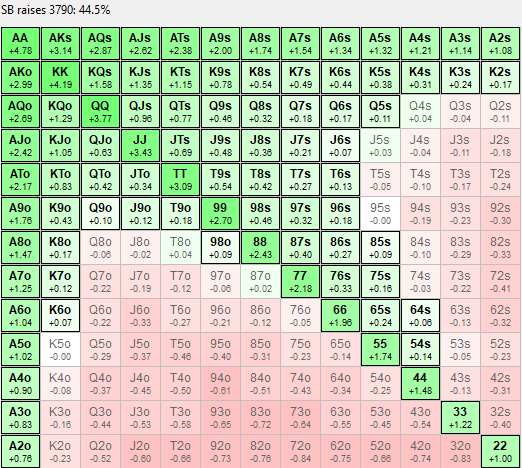 SB raises 3790: 44.5%
AA AKs AQs AJs ATs A9s A8s A7s A6s A5s A4s A3s A2s
+4.78 +3.14 +2.87 +2.62 +2.38 +2.00 +1.74 +1.54 +1.34 +1.32 +1.21 +1.14 +1.08
AKo KK KQs KJs KTs K9s K8s K7s K6s K5s K4s K3s K2s
+2.99 +4.19 +1.58 +1.35 +1.15 +0.78 +0.54 +0.49 +0.44 +0.38 +0.31 +0.24 +0.17
AQo KQo QQ QJs QTs Q9s Q8s Q7s Q6s Q5s Q4s Q3s Q2s
+2.69 +1.29 +3.77 +0.96 +0.77 +0.46 +0.32 +0.18 +0.17 +0.11 +0.04 -0.04 -0.11
AJo KJo QJo JJ JTs J9s J8s J7s J6s J5s J4s J3s J2s
+2.42 +1.05 +0.63 +3.43 +0.69 +0.48 +0.36 +0.21 +0.07 +0.03 -0.04 -0.11 -0.18
ATo KTo QTo JTo TT T9s T8s T7s T6s T5s T4s T3s T2s
+2.17 +0.83 +0.42 +0.34 +3.09 +0.54 +0.42 +0.27 +0.13 -0.05 -0.10 -0.17 -0.24
A9o K9o Q9o J9o T9o 99 98s 97s 96s 95s 94s 93s 92s
+1.76 +0.43 +0.10 +0.12 +0.18 +2.70 +0.46 +0.32 +0.18 -0.00 -0.19 -0.23 -0.30
A8o K8o Q8o J8o T8o 98o 88 87s 86s 85s 84s 83s 82s
+1.47 +0.17 -0.06 -0.02 +0.04 +0.09 +2.43 +0.40 +0.27 +0.09 -0.10 -0.29 -0.33
A7o K7o Q7o J7o T7o 97o 87o 77 76s 75s 74s 73s 72s
+1.25 +0.12 -0.22 -0.19 -0.12 -0.06 +0.02 +2.18 +0.33 +0.16 -0.03 -0.22 -0.41
A6o K6o Q6o J6o T6o 96o 86o 76o 66 65s 64s 63s 62s
+1.04 +0.07 -0.22 -0.33 -0.27 -0.21 -0.12 -0.05 +1.96 +0.24 +0.06 -0.13 -0.32
A5o K5o Q5o J5o T5o 95o 85o 75o 65o 55 54s 53s 52s
+1.02 -0.00 -0.29 -0.37 -0.46 -0.40 -0.31 -0.23 -0.14 +1.74 +0.14 -0.05 -0.23
A4o K4o Q4o J4o T4o 94o 84o 74o 64o 54o 44 43s 42s
+0.90 -0.08 -0.37 -0.45 -0.50 -0.61 -0.51 -0.43 -0.34 -0.25 +1.48 -0.13 -0.31
A3o K3o Q3o J3o T3o 93o 83o 73o 63o 53o 43o 33 32s
+0.83 -0.16 -0.44 -0.53 -0.58 -0.65 -0.72 -0.64 -0.55 -0.45 -0.54 +1.22 -0.40
A2o K2o Q2o J2o T2o 92o 82o 72o 62o 52o 42o 32o 22
+0.76 -0.23 -0.52 -0.60 -0.66 -0.73 -0.76 -0.84 -0.75 -0.66 -0.74 -0.83 +1.00